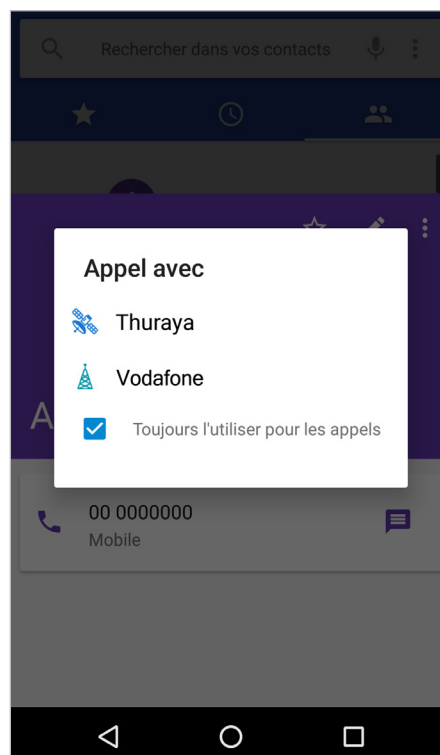 Rechercher dans vos contacts
Appel avec
Thuraya
Vodafone
Toujours l'utiliser pour les appels
A
00 0000000
Mobile